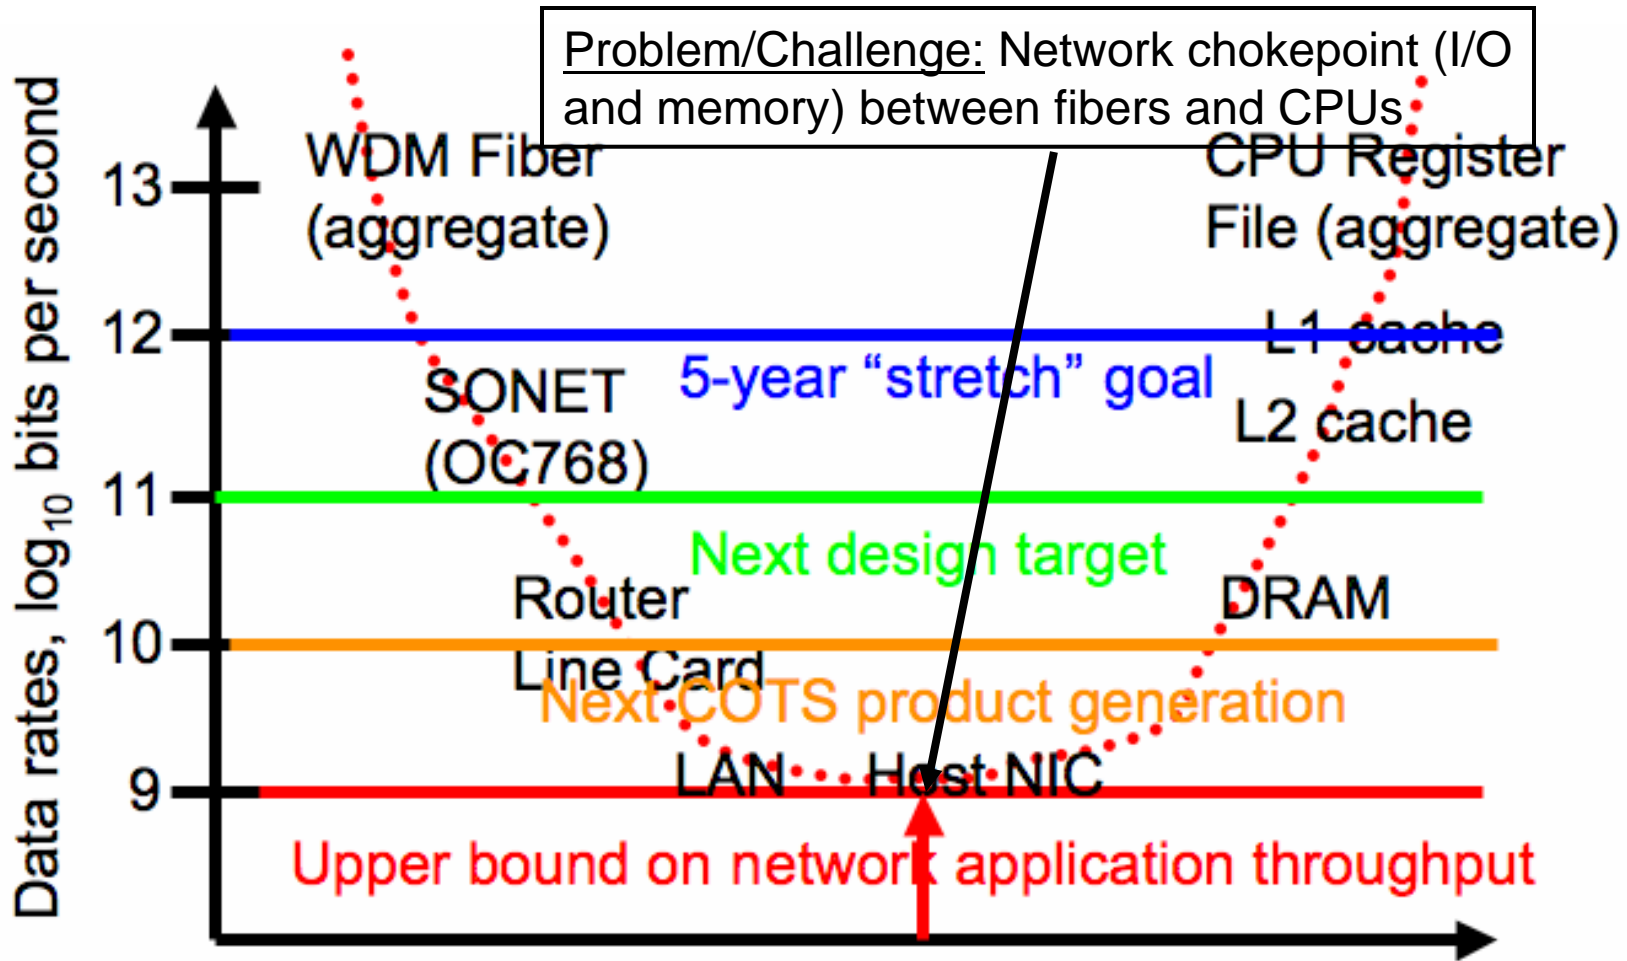 Problem/Challenge: Network chokepoint (I/O
and memory) between fibers and CPUs
Data rates, log10 bits per second
13
12
11
10
9
WDM Fiber
(aggregate)
CPU Register
File (aggregate)
L1 cache
5-year “stretch” goal
SONET
(OC768)
L2 cache
Next design target
Router
Line Card
DRAM
Next COTS product generation
LAN
Host NIC
Upper bound on network application throughput